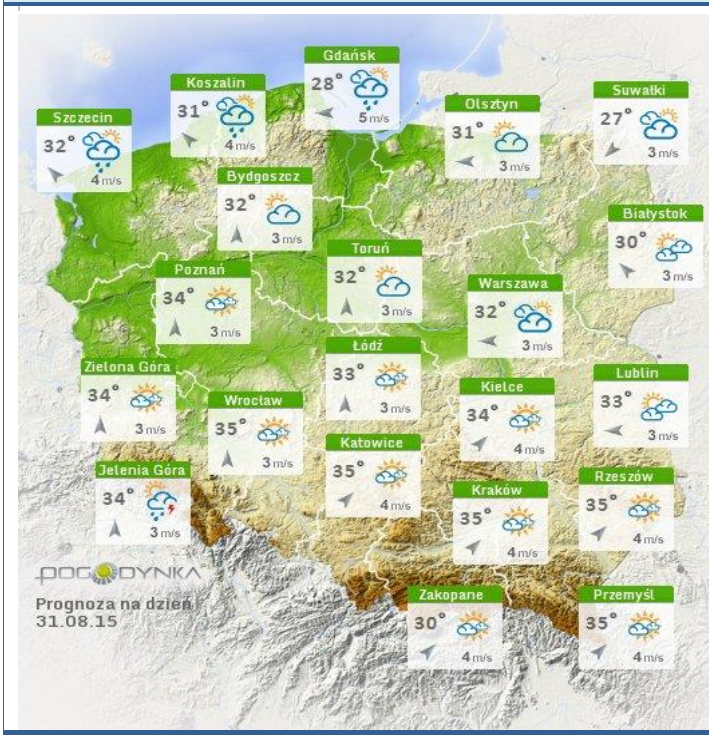 Gdańsk
28°
5 m/s
Koszalin
31°
4 m/s
Suwałki
27°
3 m/s
Olsztyn
31°
3 m/s
Szczecin
32°
4 m/s
Bydgoszcz
32°
3 m/s
Białystok
30°
3 m/s
Toruń
32°
3 m/s
Poznań
34°
3 m/s
Warszawa
32°
3 m/s
Łódź
33°
3 m/s
Zielona Góra
34°
3 m/s
Lublin
33°
3 m/s
Kielce
34°
4 m/s
Wrocław
35°
3 m/s
Katowice
35°
4 m/s
Jelenia Góra
34°
3 m/s
Rzeszów
35°
4 m/s
Kraków
35°
4 m/s
POGODYNKA
Prognoza na dzień
31.08.15
Zakopane
30°
4 m/s
Przemyśl
35°
4 m/s